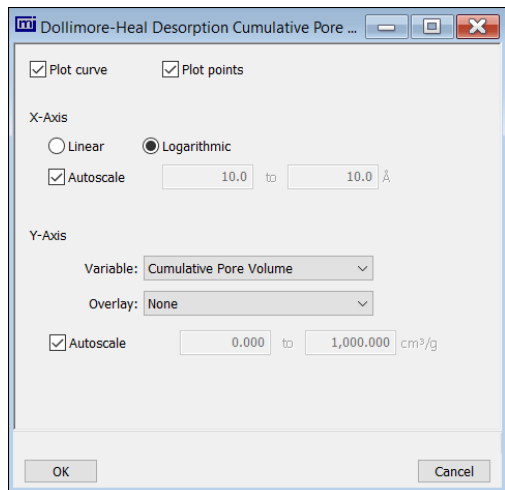 mi Dollimore-Heal Desorption Cumulative Pore ...
Plot curve Plot points
X-Axis
Linear Logarithmic
Autoscale 10.0 to 10.0 Å
Y-Axis
Variable: Cumulative Pore Volume
Overlay: None
Autoscale 0.000 to 1,000.000 cm³/g
OK Cancel